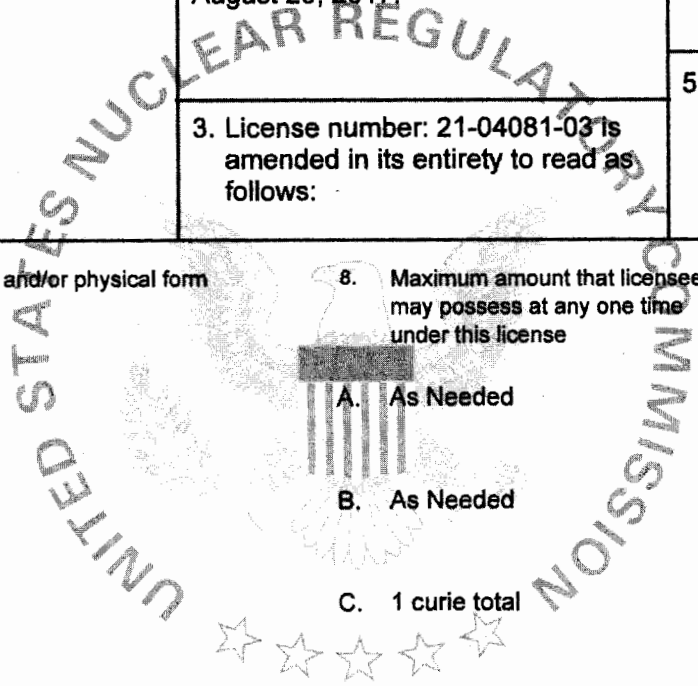 3. License number: 21-04081-03 is
amended in its entirety to read as
follows:
5
and/or physical form
8. Maximum amount that licensee
may possess at any one time
under this license
A. As Needed
B. As Needed
C. 1 curie total
UNITED STATES NUCLEAR REGULATORY COMMISSION